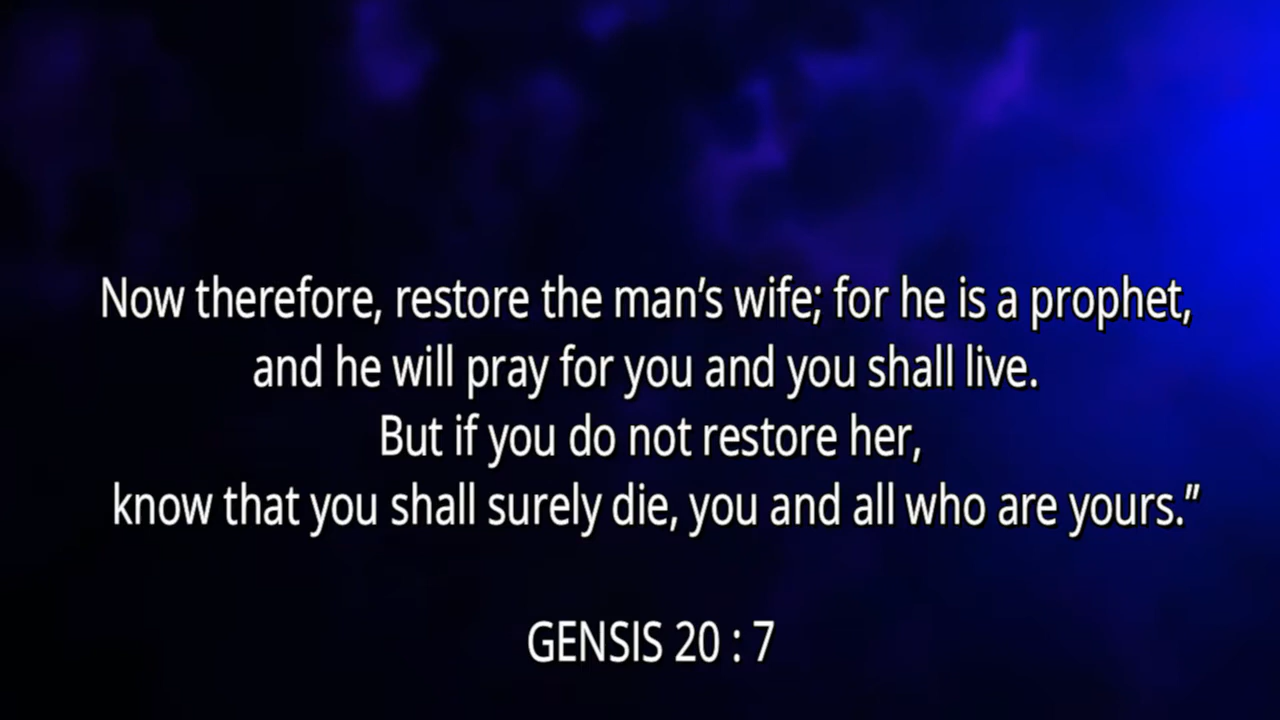 Now therefore, restore the man’s wife; for he is a prophet,
and he will pray for you and you shall live.
But if you do not restore her,
know that you shall surely die, you and all who are yours.”
GENSIS 20 : 7